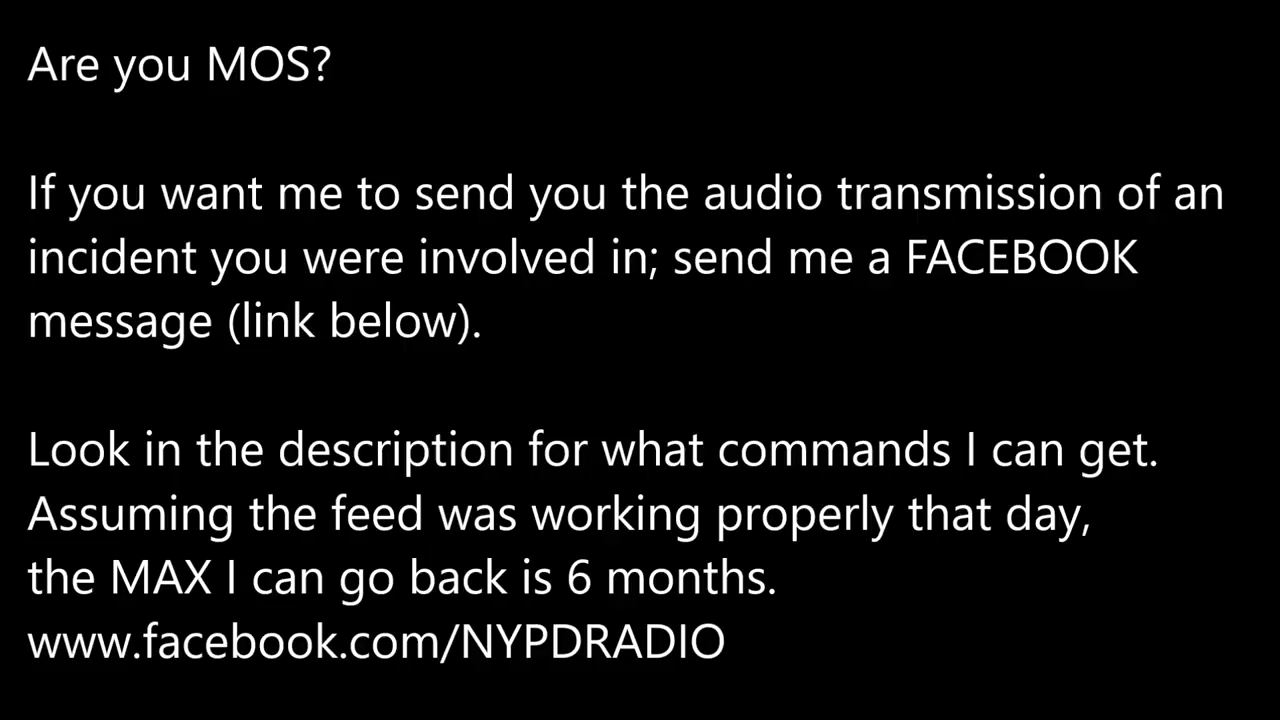 Are you MOS?
If you want me to send you the audio transmission of an
incident you were involved in; send me a FACEBOOK
message (link below).
Look in the description for what commands I can get.
Assuming the feed was working properly that day,
the MAX I can go back is 6 months.
www.facebook.com/NYPDRADIO